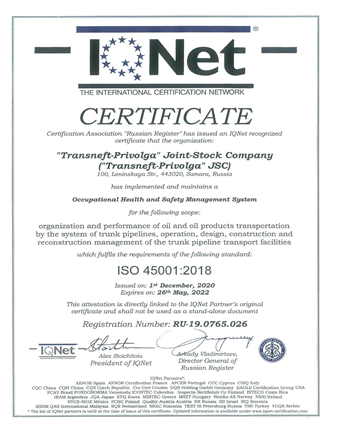 IQNet ®
THE INTERNATIONAL CERTIFICATION NETWORK
CERTIFICATE
Certification Association "Russian Register" has issued an IQNet recognized
certificate that the organization:
"Transneft-Privolga" Joint-Stock Company
("Transneft-Privolga" JSC)
100, Leninskaya Str., 443020, Samara, Russia
has implemented and maintains a
Occupational Health and Safety Management System
for the following scope:
organization and performance of oil and oil products transportation
by the system of trunk pipelines, operation, design, construction and
reconstruction management of the trunk pipeline transport facilities
which fulfills the requirements of the following standard:
ISO 45001:2018
Issued on: 1st December, 2020
Expires on: 26th May, 2022
This attestation is directly linked to the IQNet Partner's original
certificate and shall not be used as a stand-alone document
Registration Number: RU-19.0765.026
IQNet
Alex Stoichitoiu
President of IQNet
Arkady Vladimirtsev,
Director General of
Russian Register
IQNet Partners*:
AENOR Spain AFNOR Certification France APCER Portugal CCC Cyprus CISQ Italy
CQC China CQM China CQS Czech Republic Cro Cert Croatia DQS Holding GmbH Germany EAGLE Certification Group USA
FCAV Brazil FONDONORMA Venezuela ICONTEC Colombia Inspecta Sertifiointi Oy Finland INTECO Costa Rica
IRAM Argentina JQA Japan KFQ Korea MIRTEC Greece MSZT Hungary Nemko AS Norway NSAI Ireland
NYCE-SIGE México PCBC Poland Quality Austria Austria RR Russia SII Israel SIQ Slovenia
SIRIM QAS International Malaysia SQS Switzerland SRAC Romania TEST St Petersburg Russia TSE Turkey YUQS Serbia
* The list of IQNet partners is valid at the time of issue of this certificate. Updated information is available under www.iqnet-certification.com